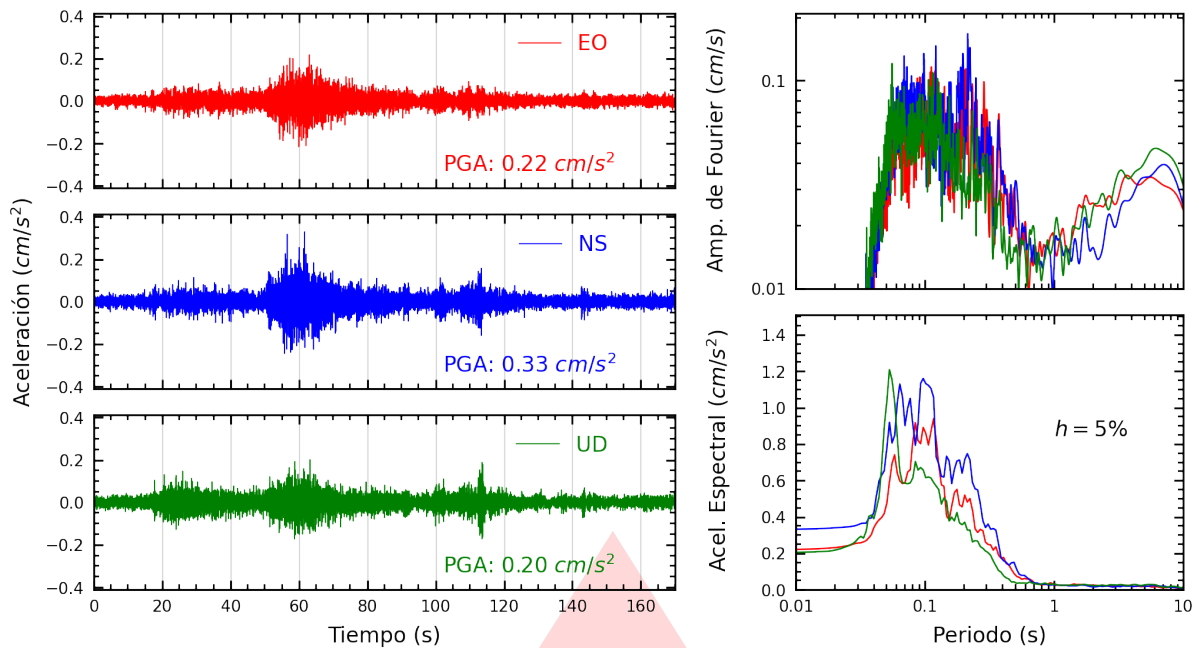 Aceleración (cm/s²)
0.4
0.2
0.0
−0.2
−0.4
EO
PGA: 0.22 cm/s²
0.4
0.2
0.0
−0.2
−0.4
NS
PGA: 0.33 cm/s²
0.4
0.2
0.0
−0.2
−0.4
UD
PGA: 0.20 cm/s²
0 20 40 60 80 100 120 140 160
Tiempo (s)
Amp. de Fourier (cm/s)
0.1
0.01
Acel. Espectral (cm/s²)
1.4
1.2
1.0
0.8
0.6
0.4
0.2
0.0
h = 5%
0.01 0.1 1 10
Periodo (s)